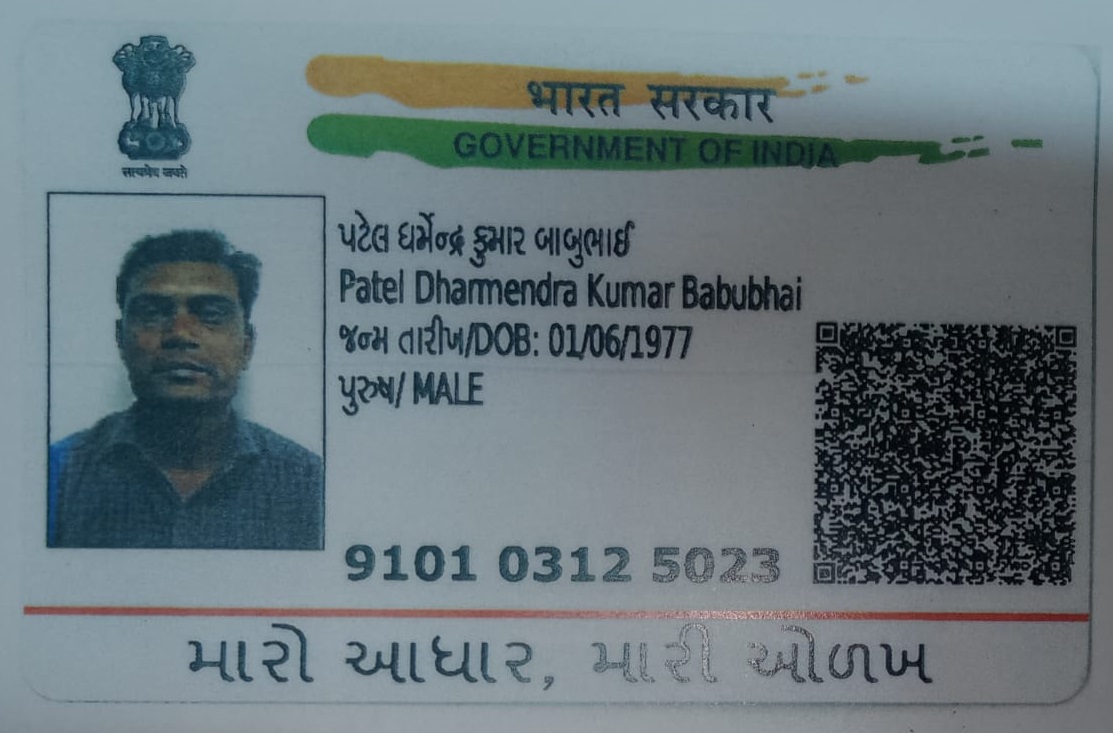 सत्यमेव जयते
भारत सरकार
GOVERNMENT OF INDIA
પટેલ ધર્મેન્દ્ર કુમાર બાબુભાઈ
Patel Dharmendra Kumar Babubhai
જન્મ તારીખ/DOB: 01/06/1977
પુરુષ/ MALE
9101 0312 5023
મારો આધાર, મારી ઓળખ